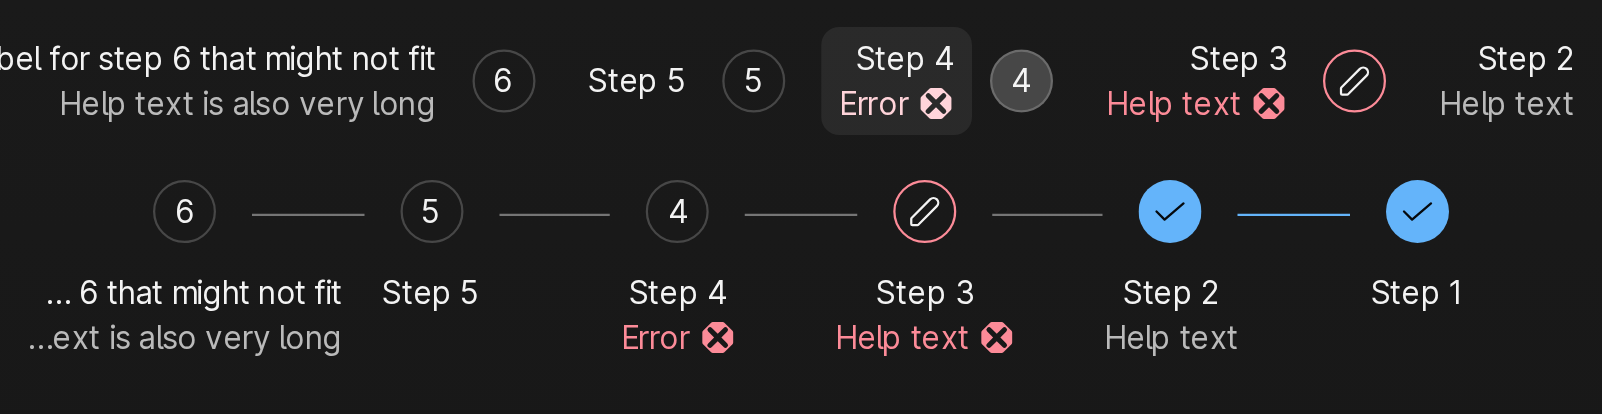 bel for step 6 that might not fit
Help text is also very long
6
Step 5
5
Step 4
Error
4
Step 3
Help text
Step 2
Help text
6
5
4
... 6 that might not fit
...ext is also very long
Step 5
Step 4
Error
Step 3
Help text
Step 2
Help text
Step 1